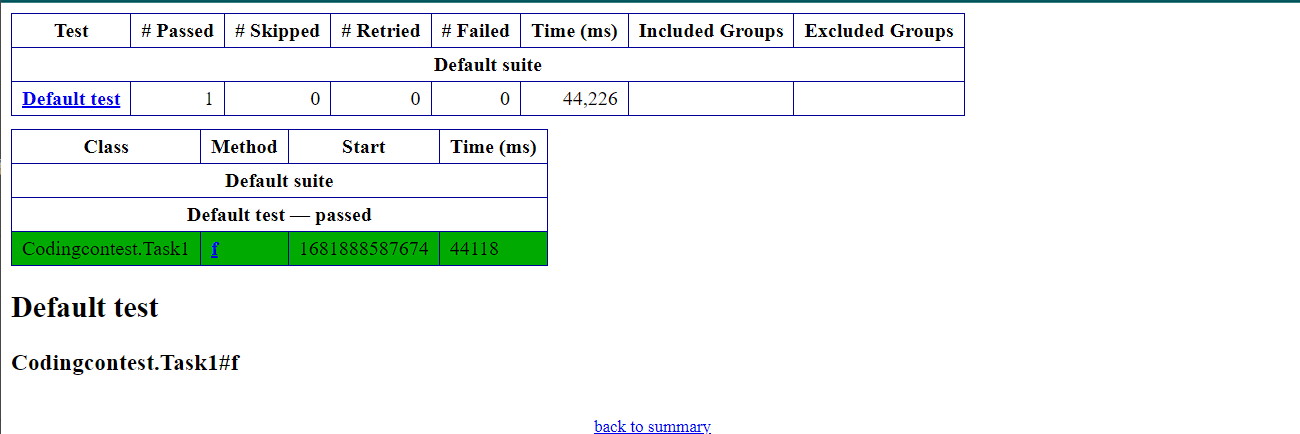 Test # Passed # Skipped # Retried # Failed Time (ms) Included Groups Excluded Groups
Default suite
Default test 1 0 0 0 44,226
Class Method Start Time (ms)
Default suite
Default test — passed
Codingcontest.Task1 f 1681888587674 44118
Default test
Codingcontest.Task1#f
back to summary